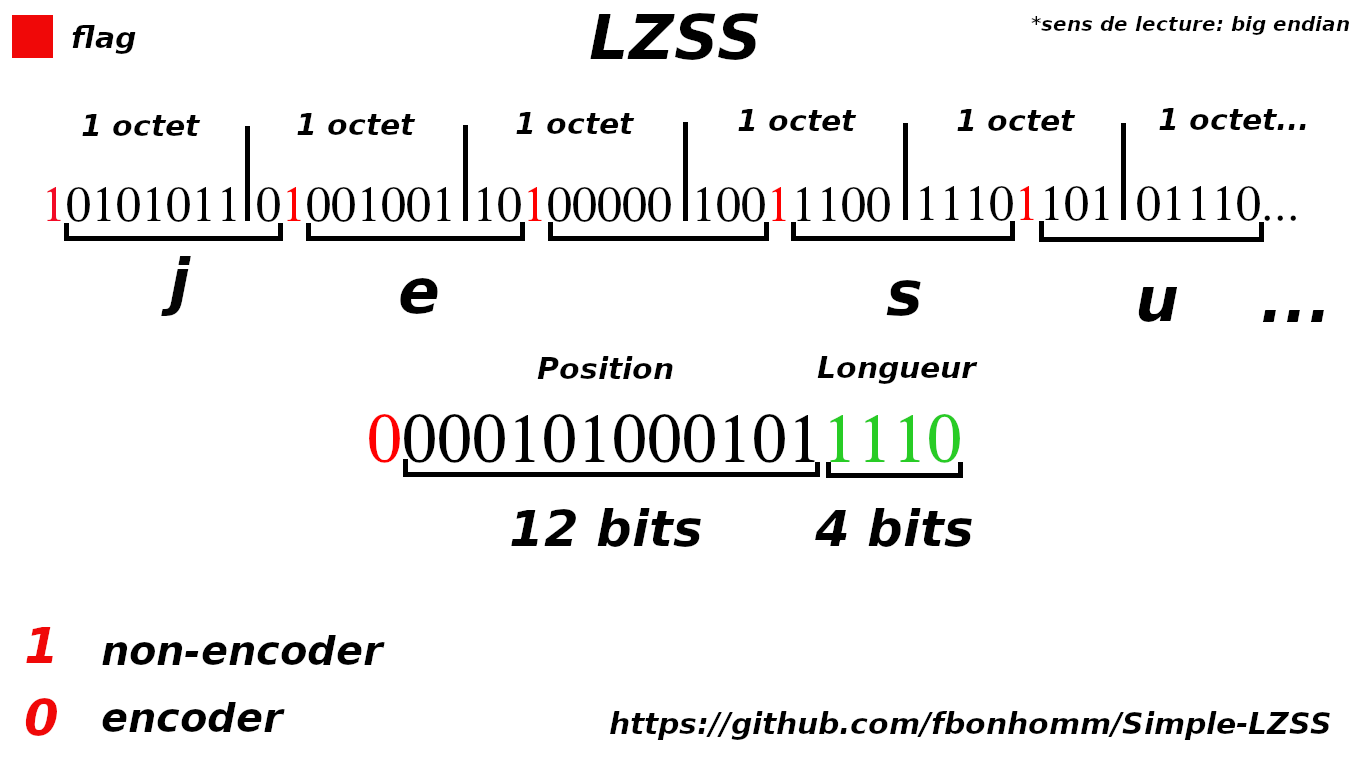 flag
LZSS
*sens de lecture: big endian
1 octet | 1 octet | 1 octet | 1 octet | 1 octet | 1 octet...
10101011|01001001|10100000|10011100|11101101|01110...
j e s u ...
Position Longueur
00001010001011110
12 bits 4 bits
1 non-encoder
0 encoder
https://github.com/fbonhomm/Simple-LZSS